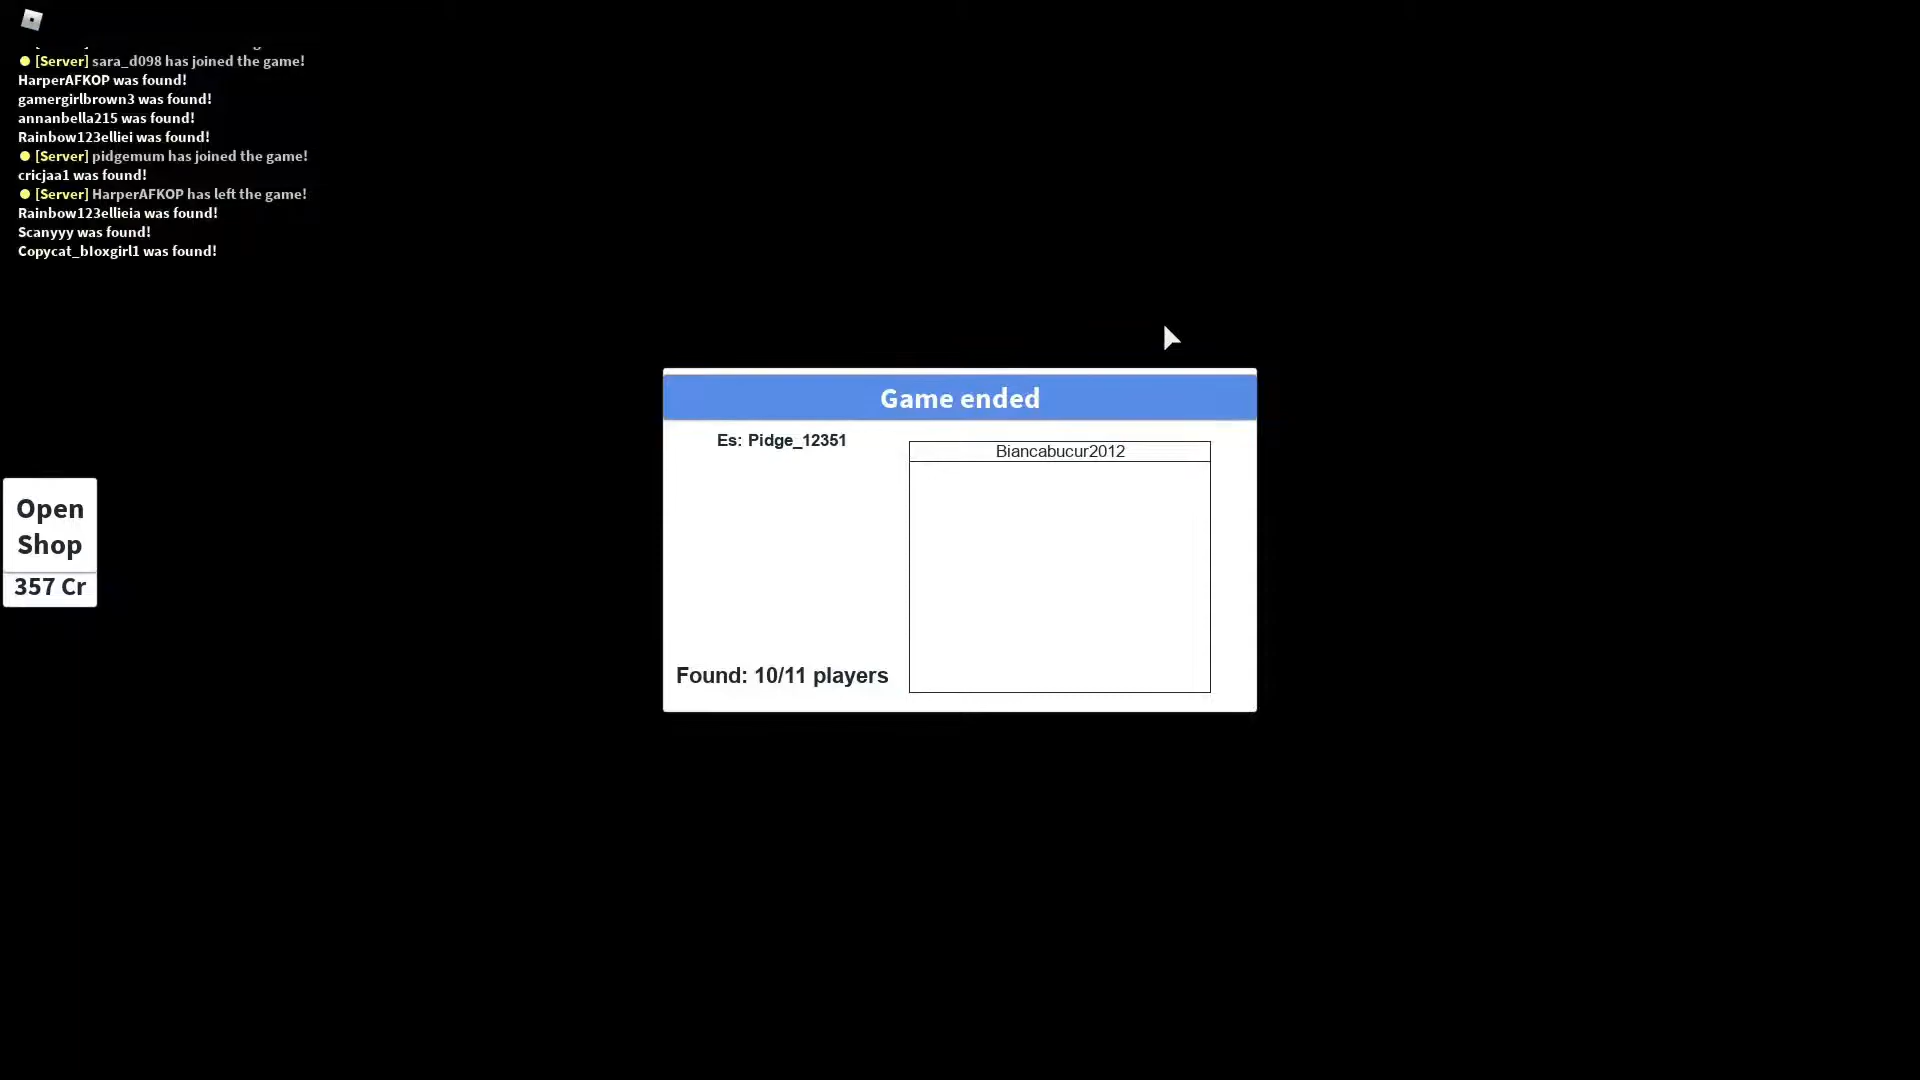 [Server] sara_d098 has joined the game!
HarperAFKOP was found!
gamergirlbrown3 was found!
annanbella215 was found!
Rainbow123elliei was found!
[Server] pidgemum has joined the game!
cricjaa1 was found!
[Server] HarperAFKOP has left the game!
Rainbow123ellieia was found!
Scanyyy was found!
Copycat_bloxgirl1 was found!
Game ended
Es: Pidge_12351
Biancabucur2012
Open
Shop
357 Cr
Found: 10/11 players